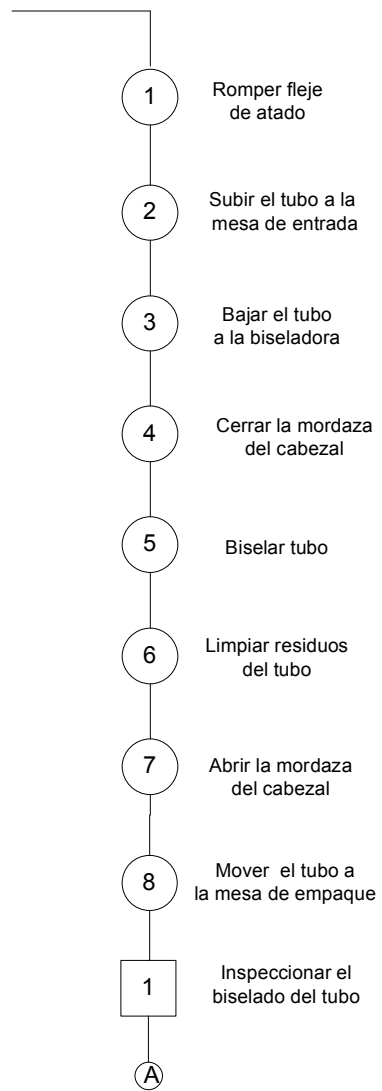 1
Romper fleje
de atado
2
Subir el tubo a la
mesa de entrada
3
Bajar el tubo
a la biseladora
4
Cerrar la mordaza
del cabezal
5
Biselar tubo
6
Limpiar residuos
del tubo
7
Abrir la mordaza
del cabezal
8
Mover el tubo a
la mesa de empaque
1
Inspeccionar el
biselado del tubo
A